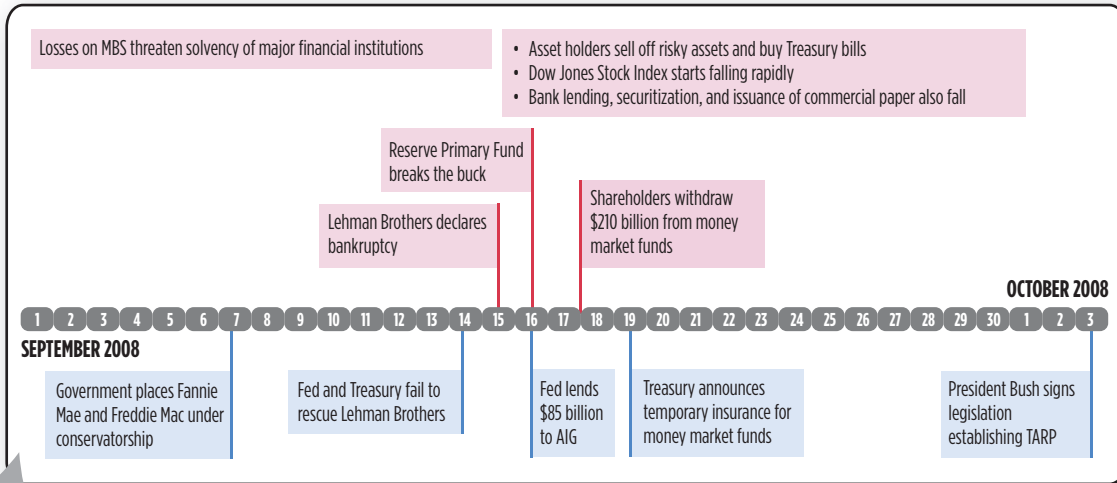 Losses on MBS threaten solvency of major financial institutions
• Asset holders sell off risky assets and buy Treasury bills
• Dow Jones Stock Index starts falling rapidly
• Bank lending, securitization, and issuance of commercial paper also fall
Reserve Primary Fund
breaks the buck
Lehman Brothers declares
bankruptcy
Shareholders withdraw
$210 billion from money
market funds
OCTOBER 2008
1 2 3 4 5 6 7 8 9 10 11 12 13 14 15 16 17 18 19 20 21 22 23 24 25 26 27 28 29 30 1 2 3
SEPTEMBER 2008
Government places Fannie
Mae and Freddie Mac under
conservatorship
Fed and Treasury fail to
rescue Lehman Brothers
Fed lends
$85 billion
to AIG
Treasury announces
temporary insurance for
money market funds
President Bush signs
legislation
establishing TARP